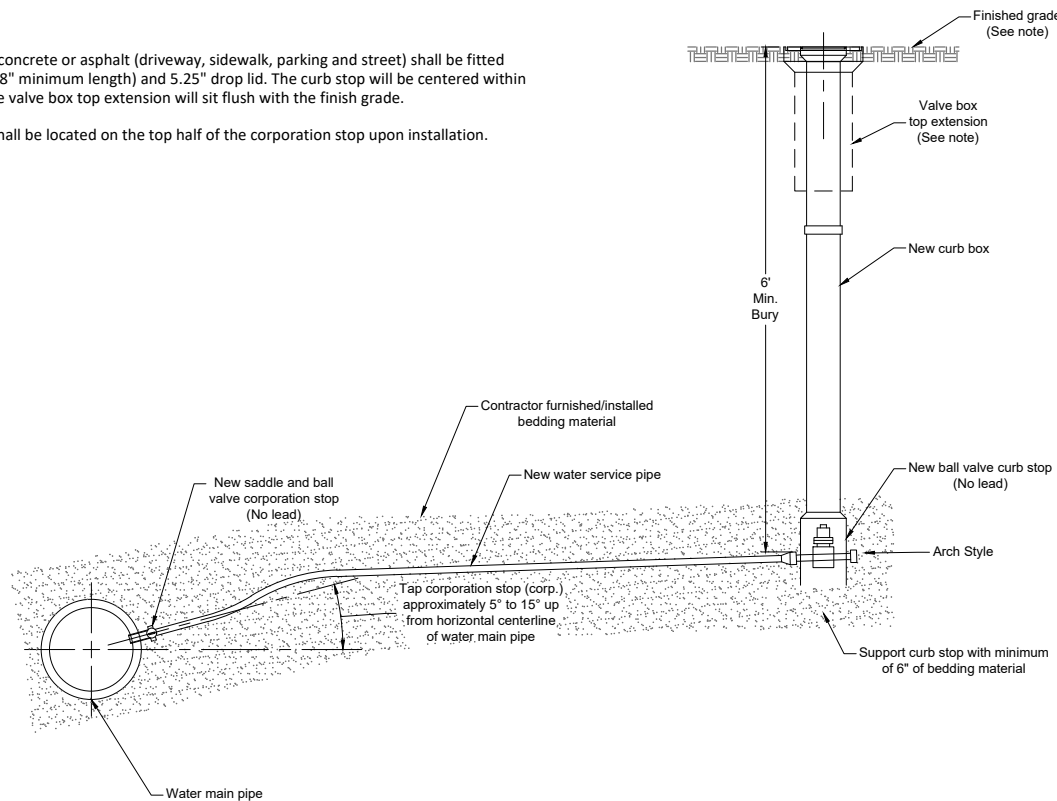 concrete or asphalt (driveway, sidewalk, parking and street) shall be fitted
8" minimum length) and 5.25" drop lid. The curb stop will be centered within
e valve box top extension will sit flush with the finish grade.
hall be located on the top half of the corporation stop upon installation.
Finished grade
(See note)
Valve box
top extension
(See note)
New curb box
6'
Min.
Bury
Contractor furnished/installed
bedding material
New water service pipe
New saddle and ball
valve corporation stop
(No lead)
New ball valve curb stop
(No lead)
Arch Style
Tap corporation stop (corp.)
approximately 5° to 15° up
from horizontal centerline
of water main pipe
Support curb stop with minimum
of 6" of bedding material
Water main pipe